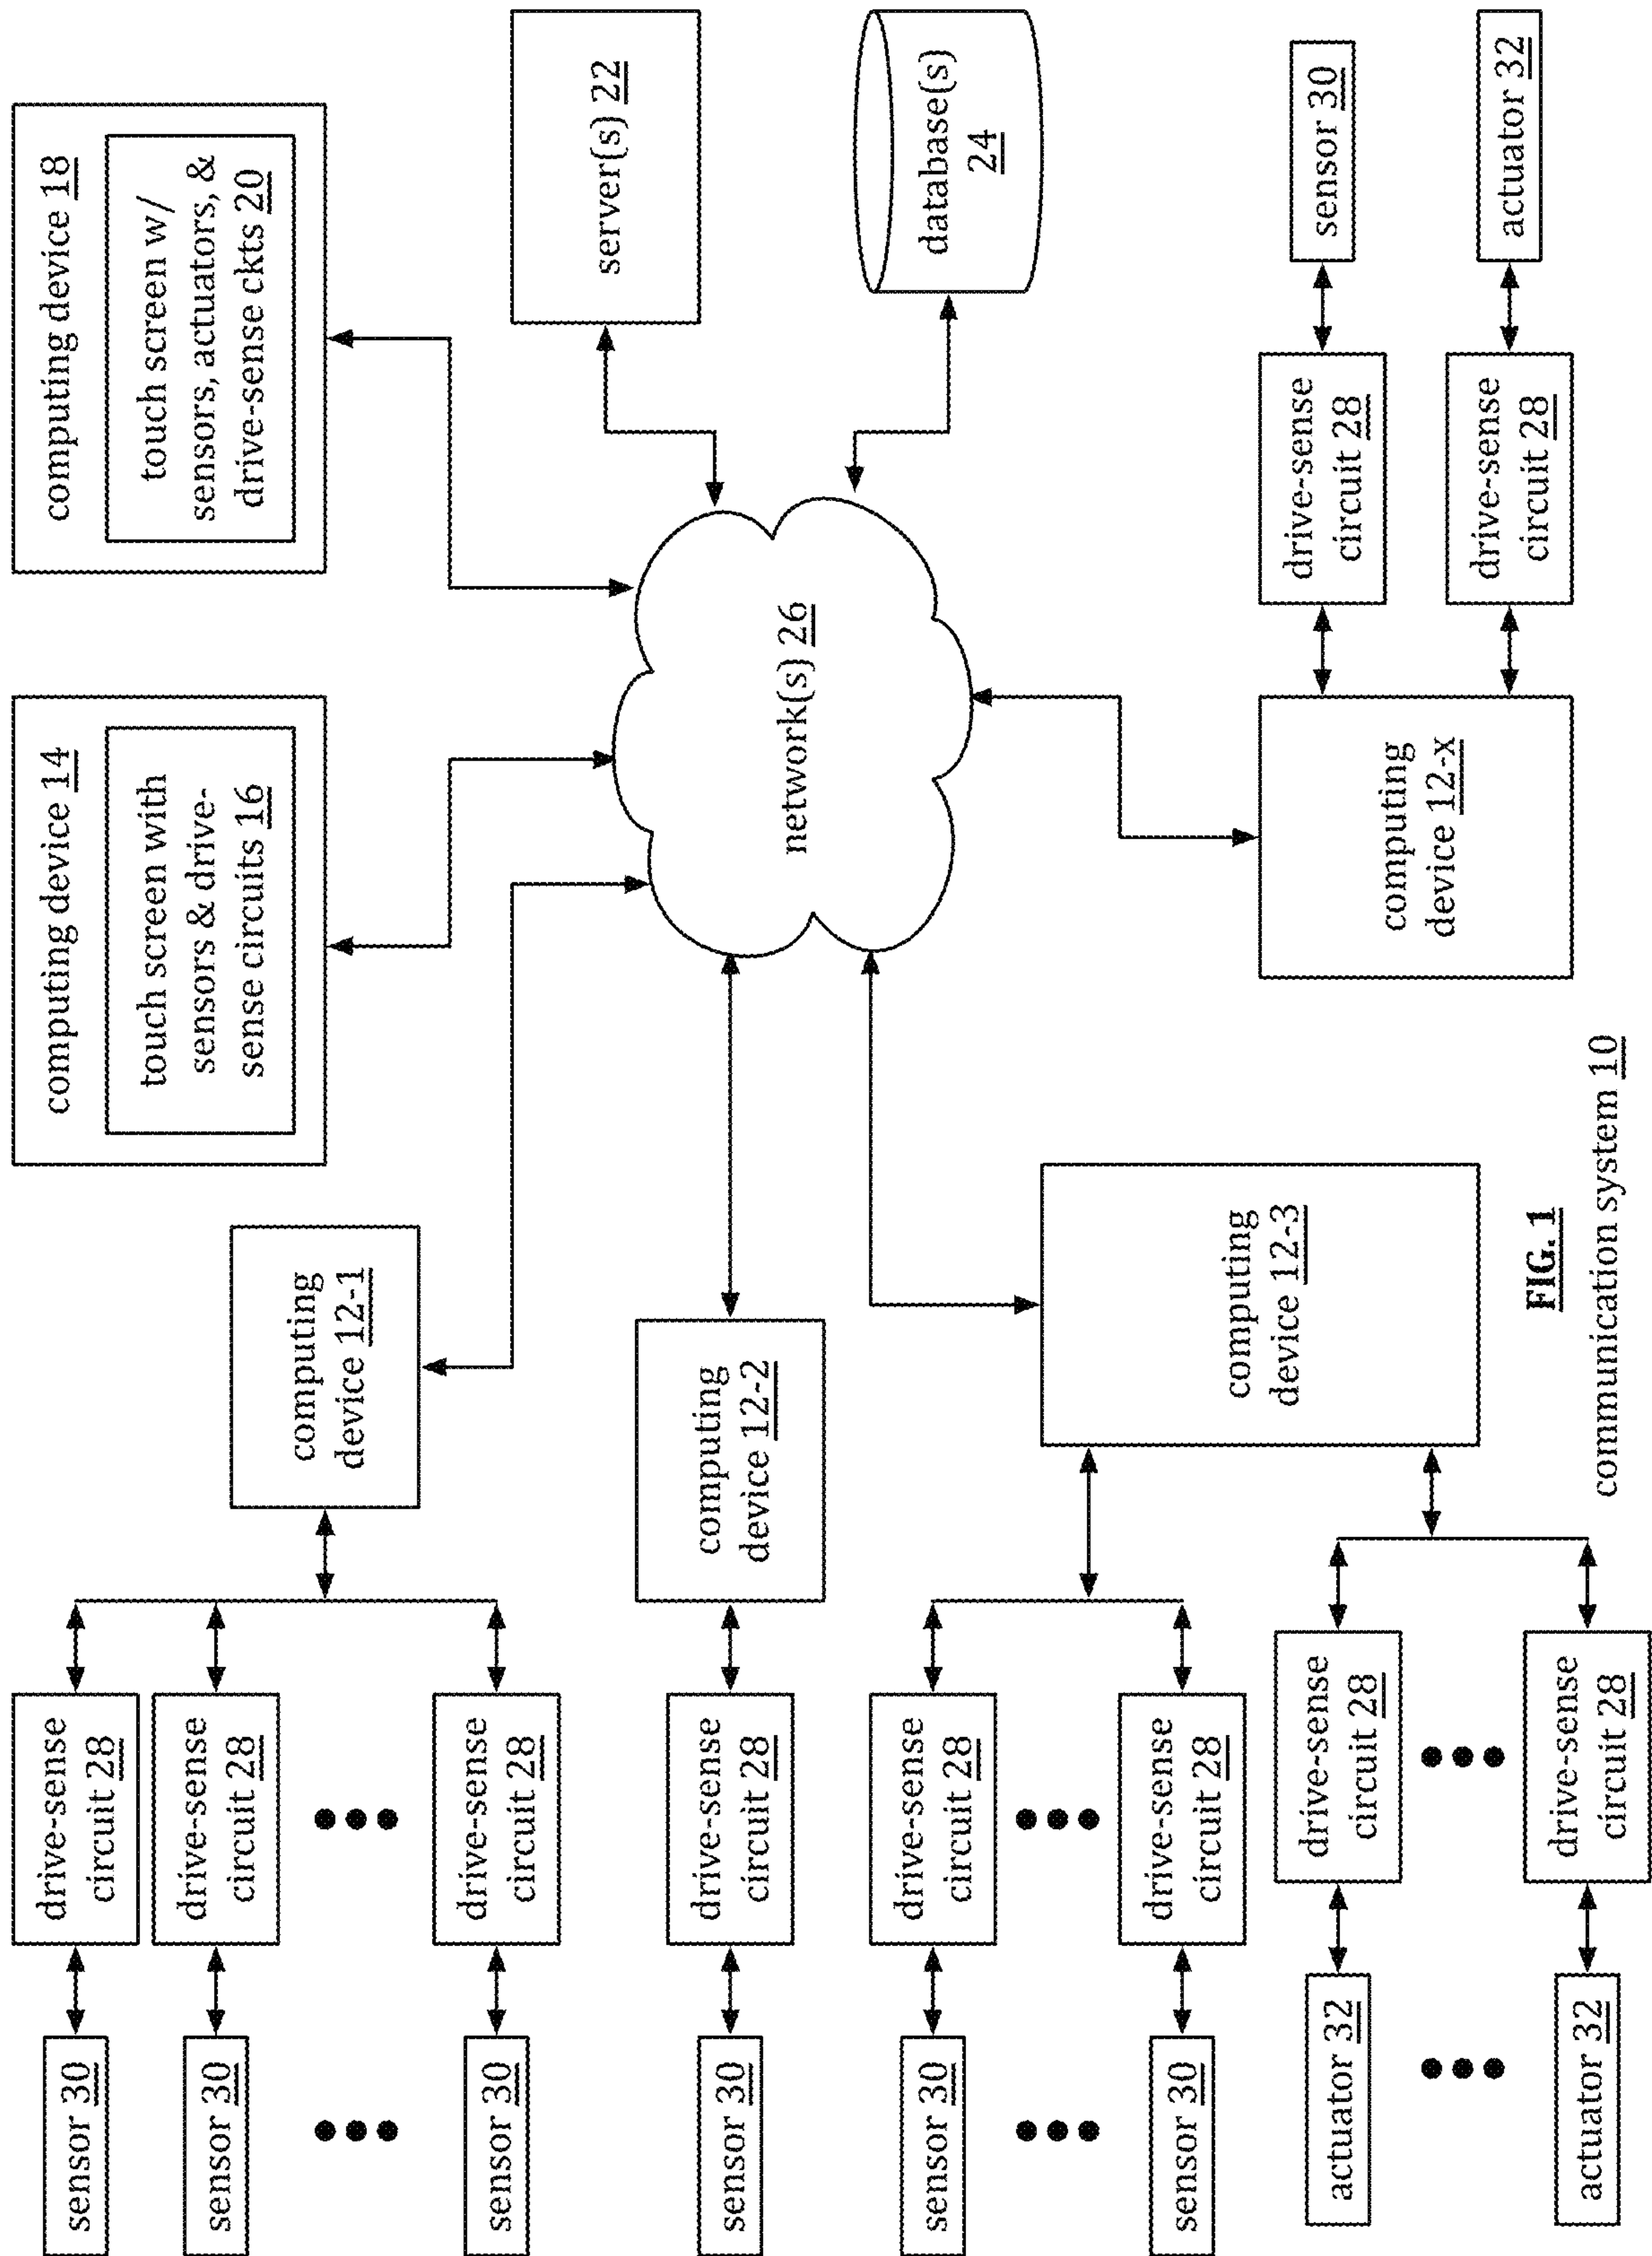 sensor 30
drive-sense
circuit 28
sensor 30
drive-sense
circuit 28
sensor 30
drive-sense
circuit 28
computing
device 12-1
computing device 14
touch screen with
sensors & drive-
sense circuits 16
computing device 18
touch screen w/
sensors, actuators, &
drive-sense ckts 20
sensor 30
drive-sense
circuit 28
computing
device 12-2
network(s) 26
server(s) 22
database(s)
24
sensor 30
drive-sense
circuit 28
sensor 30
drive-sense
circuit 28
actuator 32
drive-sense
circuit 28
actuator 32
drive-sense
circuit 28
computing
device 12-3
computing
device 12-x
drive-sense
circuit 28
sensor 30
drive-sense
circuit 28
actuator 32
FIG. 1
communication system 10